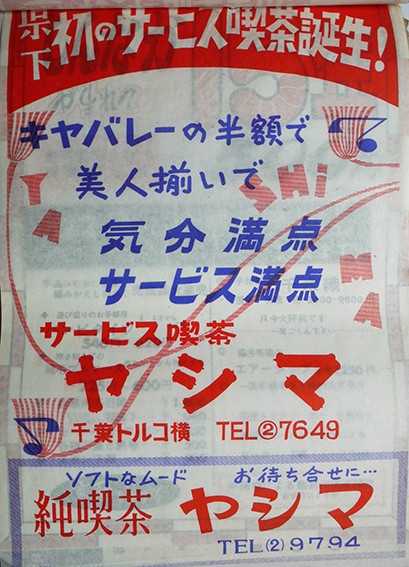 県下初のサービス喫茶誕生!
キャバレーの半額で
美人揃いで
YA SHi MA
気分満点
サービス満点
サービス喫茶
ヤシマ
千葉トルコ横 TEL②7649
ソフトなムード お待ち合せに…
純喫茶 ヤシマ
TEL(2)9794